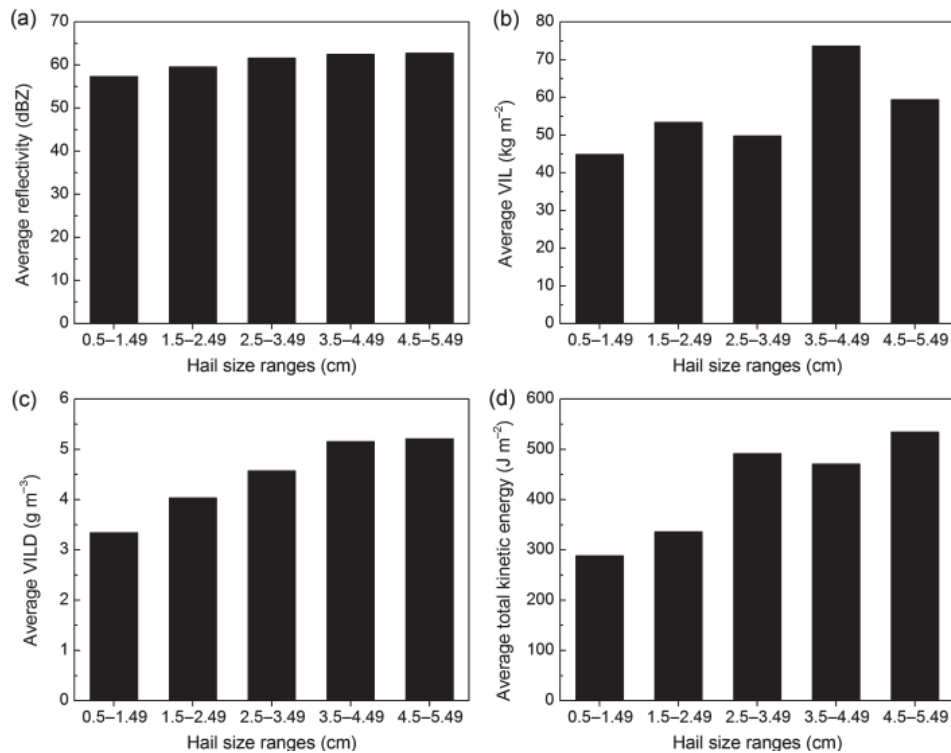 (a)
Average reflectivity (dBZ)
70
60
50
40
30
20
10
0
0.5–1.49 1.5–2.49 2.5–3.49 3.5–4.49 4.5–5.49
Hail size ranges (cm)
(b)
Average VIL (kg m⁻²)
80
70
60
50
40
30
20
10
0
0.5–1.49 1.5–2.49 2.5–3.49 3.5–4.49 4.5–5.49
Hail size ranges (cm)
(c)
Average VILD (g m⁻³)
6
5
4
3
2
1
0
0.5–1.49 1.5–2.49 2.5–3.49 3.5–4.49 4.5–5.49
Hail size ranges (cm)
(d)
Average total kinetic energy (J m⁻²)
600
500
400
300
200
100
0
0.5–1.49 1.5–2.49 2.5–3.49 3.5–4.49 4.5–5.49
Hail size ranges (cm)